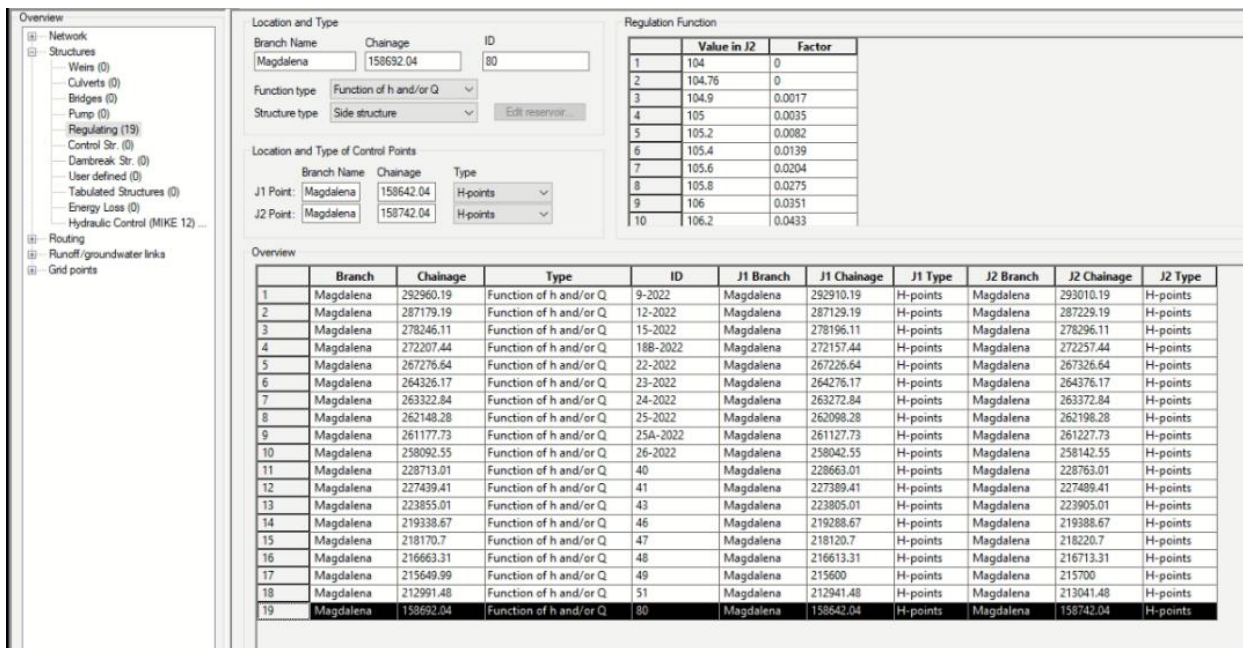 Overview
Network
Structures
Weirs (0)
Culverts (0)
Bridges (0)
Pump (0)
Regulating (19)
Control Str. (0)
Dambreak Str. (0)
User defined (0)
Tabulated Structures (0)
Energy Loss (0)
Hydraulic Control (MIKE 12) ...
Routing
Runoff/groundwater links
Grid points
Location and Type
Branch Name Chainage ID
Magdalena 158692.04 80
Function type Function of h and/or Q
Structure type Side structure Edit reservoir...
Location and Type of Control Points
Branch Name Chainage Type
J1 Point: Magdalena 158642.04 H-points
J2 Point: Magdalena 158742.04 H-points
Regulation Function
Value in J2 Factor
1 104 0
2 104.76 0
3 104.9 0.0017
4 105 0.0035
5 105.2 0.0082
6 105.4 0.0139
7 105.6 0.0204
8 105.8 0.0275
9 106 0.0351
10 106.2 0.0433
Overview
Branch Chainage Type ID J1 Branch J1 Chainage J1 Type J2 Branch J2 Chainage J2 Type
1 Magdalena 292960.19 Function of h and/or Q 9-2022 Magdalena 292910.19 H-points Magdalena 293010.19 H-points
2 Magdalena 287179.19 Function of h and/or Q 12-2022 Magdalena 287129.19 H-points Magdalena 287229.19 H-points
3 Magdalena 278246.11 Function of h and/or Q 15-2022 Magdalena 278196.11 H-points Magdalena 278296.11 H-points
4 Magdalena 272207.44 Function of h and/or Q 18B-2022 Magdalena 272157.44 H-points Magdalena 272257.44 H-points
5 Magdalena 267276.64 Function of h and/or Q 22-2022 Magdalena 267226.64 H-points Magdalena 267326.64 H-points
6 Magdalena 264326.17 Function of h and/or Q 23-2022 Magdalena 264276.17 H-points Magdalena 264376.17 H-points
7 Magdalena 263322.84 Function of h and/or Q 24-2022 Magdalena 263272.84 H-points Magdalena 263372.84 H-points
8 Magdalena 262148.28 Function of h and/or Q 25-2022 Magdalena 262098.28 H-points Magdalena 262198.28 H-points
9 Magdalena 261177.73 Function of h and/or Q 25A-2022 Magdalena 261127.73 H-points Magdalena 261227.73 H-points
10 Magdalena 258092.55 Function of h and/or Q 26-2022 Magdalena 258042.55 H-points Magdalena 258142.55 H-points
11 Magdalena 228713.01 Function of h and/or Q 40 Magdalena 228663.01 H-points Magdalena 228763.01 H-points
12 Magdalena 227439.41 Function of h and/or Q 41 Magdalena 227389.41 H-points Magdalena 227489.41 H-points
13 Magdalena 223855.01 Function of h and/or Q 43 Magdalena 223805.01 H-points Magdalena 223905.01 H-points
14 Magdalena 219338.67 Function of h and/or Q 46 Magdalena 219288.67 H-points Magdalena 219388.67 H-points
15 Magdalena 218170.7 Function of h and/or Q 47 Magdalena 218120.7 H-points Magdalena 218220.7 H-points
16 Magdalena 216663.31 Function of h and/or Q 48 Magdalena 216613.31 H-points Magdalena 216713.31 H-points
17 Magdalena 215649.99 Function of h and/or Q 49 Magdalena 215600 H-points Magdalena 215700 H-points
18 Magdalena 212991.48 Function of h and/or Q 51 Magdalena 212941.48 H-points Magdalena 213041.48 H-points
19 Magdalena 158692.04 Function of h and/or Q 80 Magdalena 158642.04 H-points Magdalena 158742.04 H-points